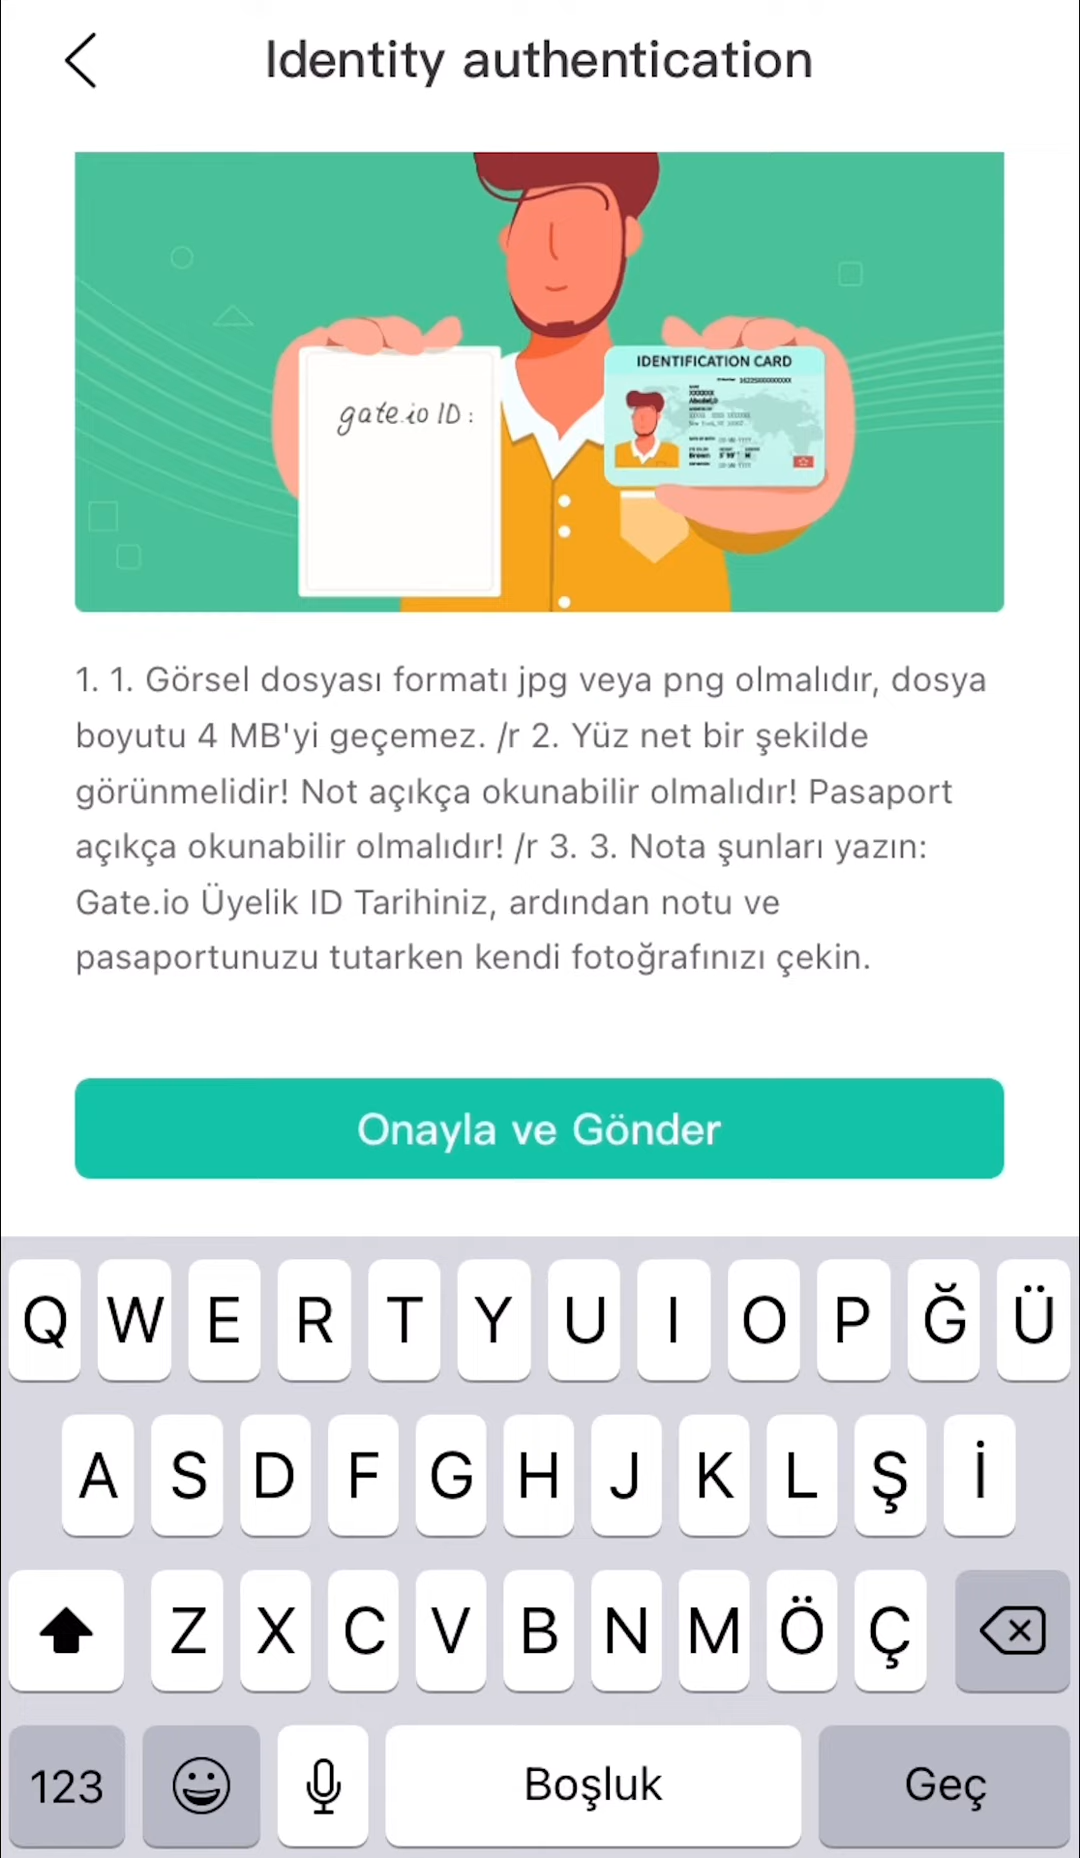 Identity authentication
gate.io ID:
IDENTIFICATION CARD
1. 1. Görsel dosyası formatı jpg veya png olmalıdır, dosya
boyutu 4 MB'yi geçemez. /r 2. Yüz net bir şekilde
görünmelidir! Not açıkça okunabilir olmalıdır! Pasaport
açıkça okunabilir olmalıdır! /r 3. 3. Nota şunları yazın:
Gate.io Üyelik ID Tarihiniz, ardından notu ve
pasaportunuzu tutarken kendi fotoğrafınızı çekin.
Onayla ve Gönder
Q W E R T Y U I O P Ğ Ü
A S D F G H J K L Ş İ
Z X C V B N M Ö Ç
123 Boşluk Geç